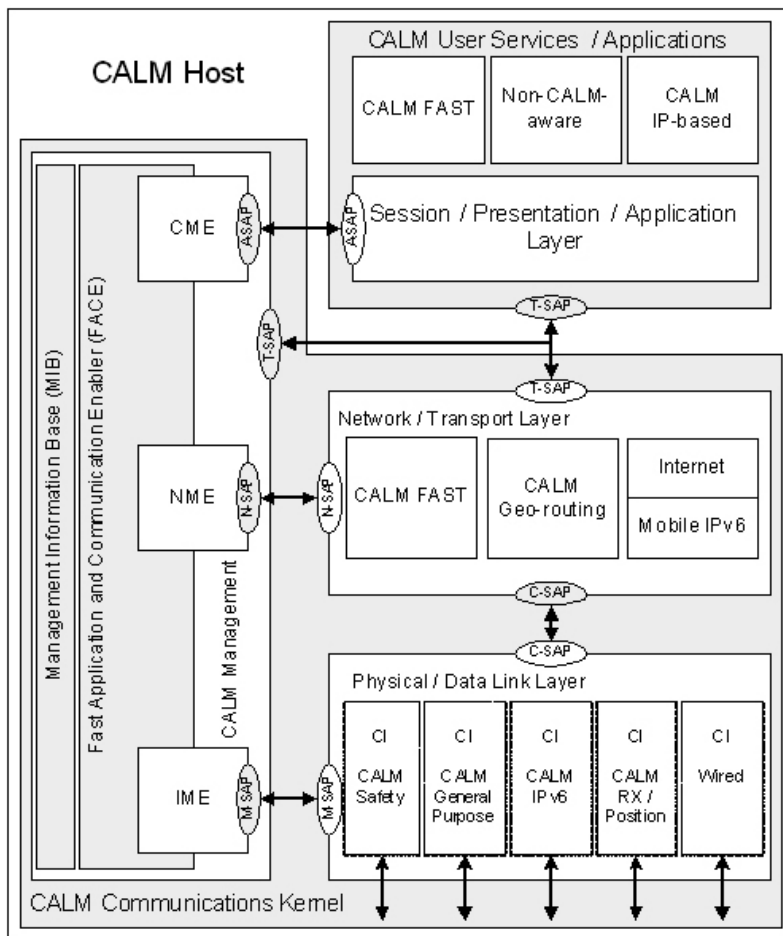 CALM Host
CALM User Services / Applications
CALM FAST
Non-CALM-
aware
CALM
IP-based
Session / Presentation / Application
Layer
CME
A-SAP
A-SAP
T-SAP
T-SAP
T-SAP
Management Information Base (MIB)
Fast Application and Communication Enabler (FACE)
CALM Management
Network / Transport Layer
NME
N-SAP
N-SAP
CALM FAST
CALM
Geo-routing
Internet
Mobile IPv6
C-SAP
C-SAP
Physical / Data Link Layer
IME
M-SAP
M-SAP
CI
CALM
Safety
CI
CALM
General
Purpose
CI
CALM
IPv6
CI
CALM
RX /
Position
CI
Wired
CALM Communications Kernel